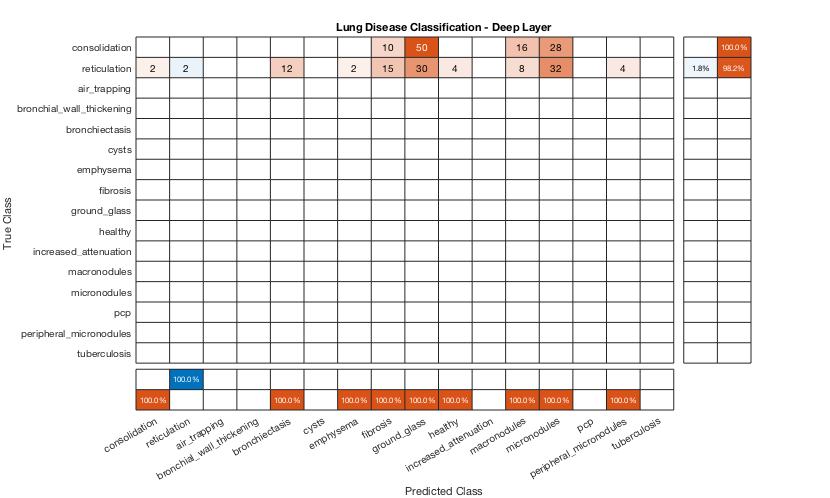 Lung Disease Classification - Deep Layer
consolidation 10 50 16 28 100.0%
reticulation 2 2 12 2 15 30 4 8 32 4 1.8% 98.2%
air_trapping
bronchial_wall_thickening
bronchiectasis
cysts
emphysema
fibrosis
ground_glass
healthy
increased_attenuation
macronodules
micronodules
pcp
peripheral_micronodules
tuberculosis
True Class
100.0%
100.0% 100.0% 100.0% 100.0% 100.0% 100.0% 100.0% 100.0% 100.0%
consolidation reticulation air_trapping bronchial_wall_thickening bronchiectasis cysts emphysema fibrosis ground_glass healthy increased_attenuation macronodules micronodules pcp peripheral_micronodules tuberculosis
Predicted Class